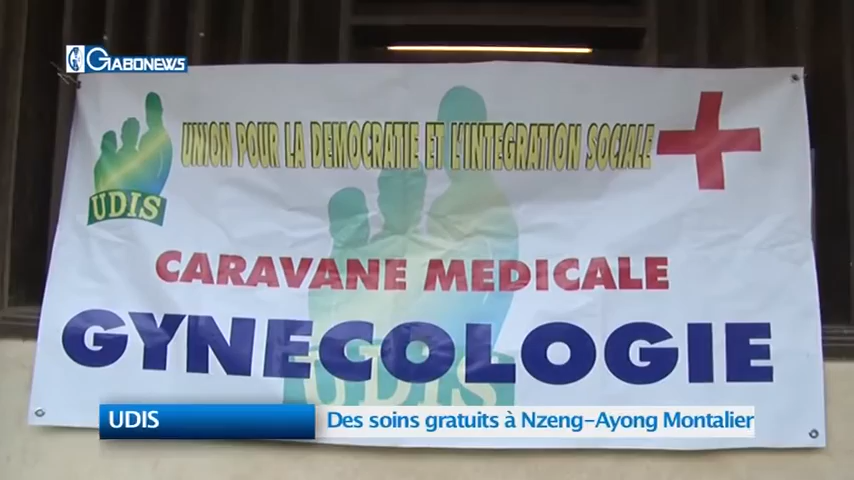 GABONEWS
UNION POUR LA DEMOCRATIE ET L'INTEGRATION SOCIALE
UDIS
CARAVANE MEDICALE
GYNECOLOGIE
UDIS
UDIS
Des soins gratuits à Nzeng-Ayong Montalier